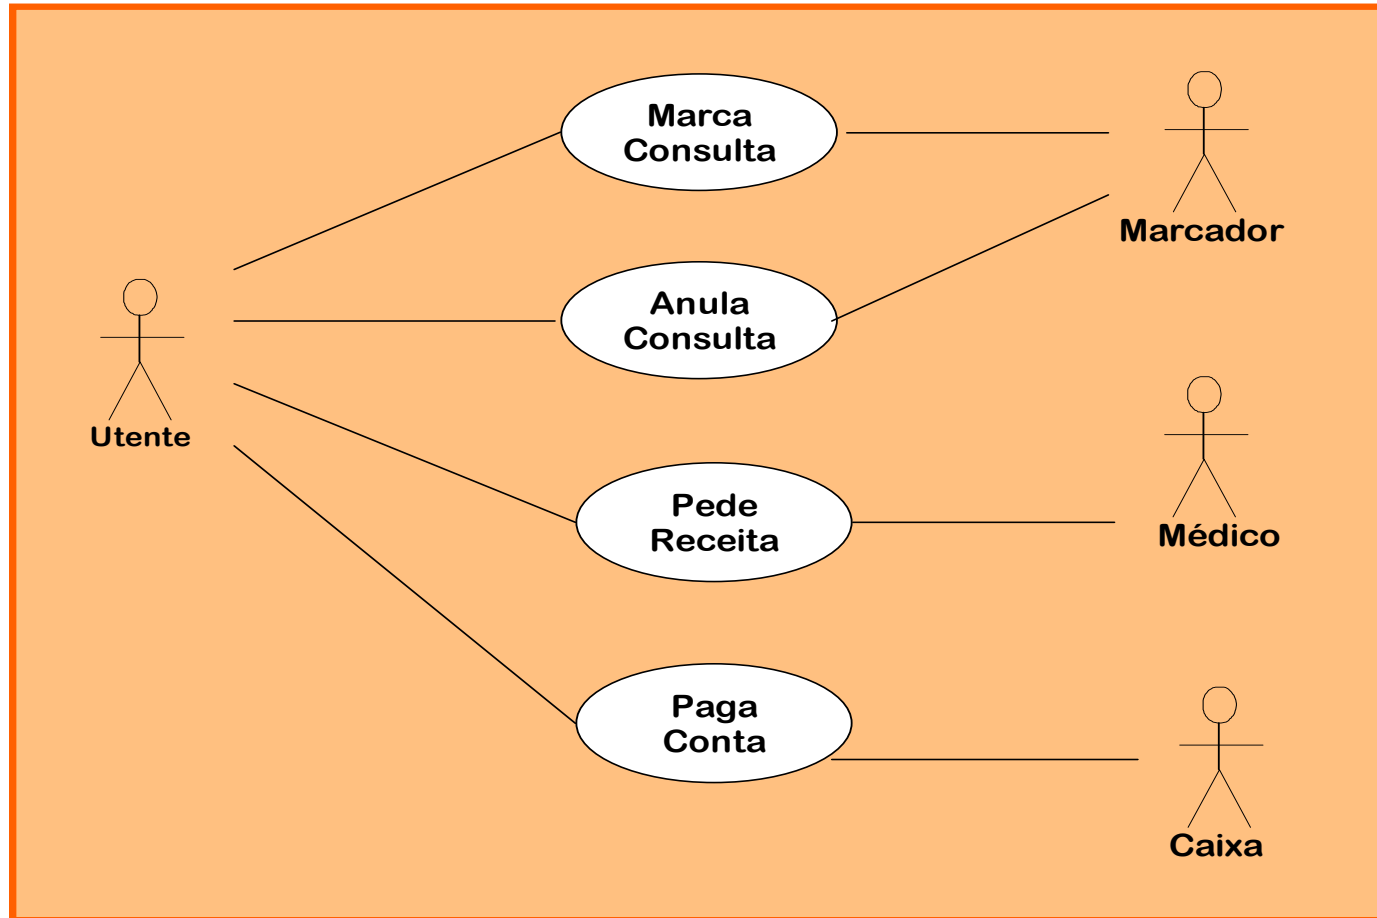 Marca
Consulta
Marcador
Anula
Consulta
Utente
Pede
Receita
Médico
Paga
Conta
Caixa